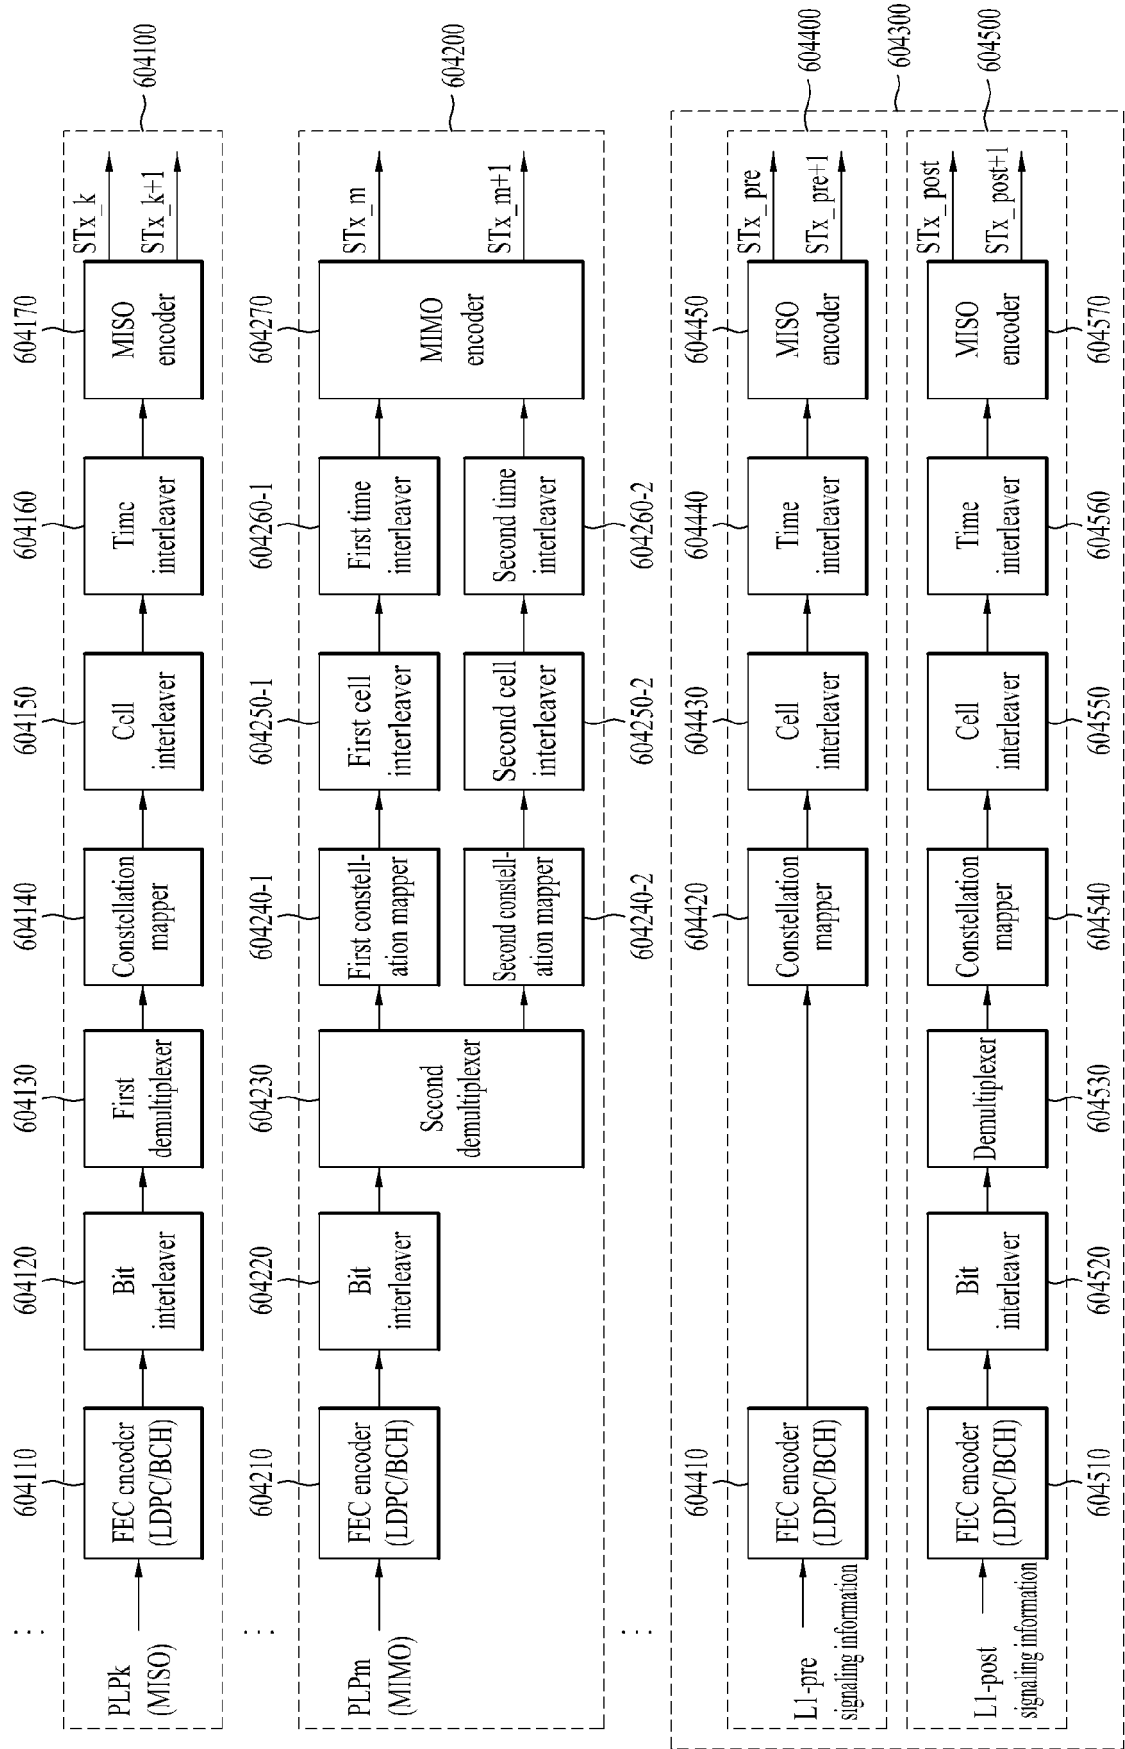 ...
PLPk
(MISO)
604110
FEC encoder
(LDPC/BCH)
604120
Bit
interleaver
604130
First
demultiplexer
604140
Constellation
mapper
604150
Cell
interleaver
604160
Time
interleaver
604170
MISO
encoder
STx_k
STx_k+1
604100
...
PLPm
(MIMO)
604210
FEC encoder
(LDPC/BCH)
604220
Bit
interleaver
604230
Second
demultiplexer
604240-1
First constell-
ation mapper
604250-1
First cell
interleaver
604260-1
First time
interleaver
Second constell-
ation mapper
604240-2
Second cell
interleaver
604250-2
Second time
interleaver
604260-2
604270
MIMO
encoder
STx_m
STx_m+1
604200
...
L1-pre
signaling information
604410
FEC encoder
(LDPC/BCH)
604420
Constellation
mapper
604430
Cell
interleaver
604440
Time
interleaver
604450
MISO
encoder
STx_pre
STx_pre+1
604400
604300
L1-post
signaling information
FEC encoder
(LDPC/BCH)
604510
Bit
interleaver
604520
Demultiplexer
604530
Constellation
mapper
604540
Cell
interleaver
604550
Time
interleaver
604560
MISO
encoder
604570
STx_post
STx_post+1
604500